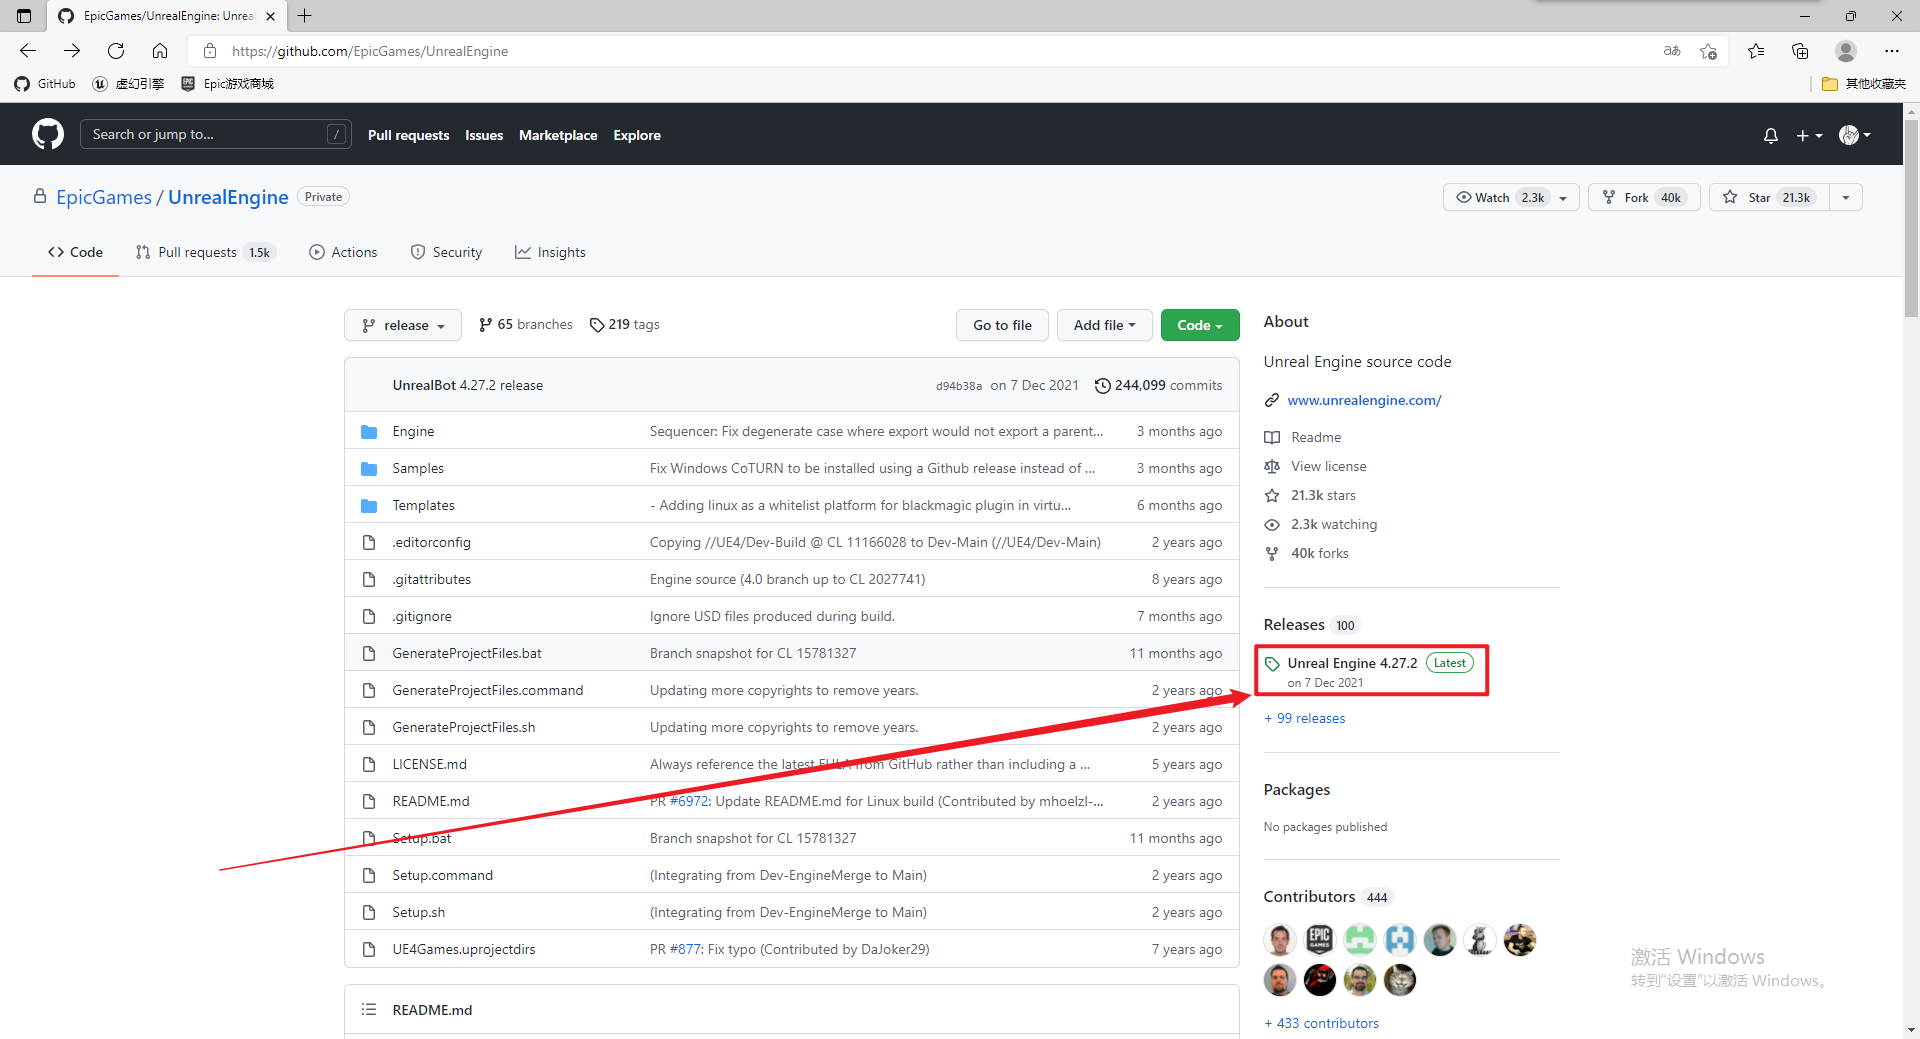 EpicGames/UnrealEngine: Unrea
https://github.com/EpicGames/UnrealEngine
aあ
GitHub
虚幻引擎
Epic游戏商城
其他收藏夹
Search or jump to... /
Pull requests Issues Marketplace Explore
EpicGames / UnrealEngine Private
Watch 2.3k
Fork 40k
Star 21.3k
Code
Pull requests 1.5k
Actions
Security
Insights
release
65 branches
219 tags
Go to file
Add file
Code
UnrealBot 4.27.2 release d94b38a on 7 Dec 2021 244,099 commits
Engine Sequencer: Fix degenerate case where export would not export a parent... 3 months ago
Samples Fix Windows CoTURN to be installed using a Github release instead of ... 3 months ago
Templates - Adding linux as a whitelist platform for blackmagic plugin in virtu... 6 months ago
.editorconfig Copying //UE4/Dev-Build @ CL 11166028 to Dev-Main (//UE4/Dev-Main) 2 years ago
.gitattributes Engine source (4.0 branch up to CL 2027741) 8 years ago
.gitignore Ignore USD files produced during build. 7 months ago
GenerateProjectFiles.bat Branch snapshot for CL 15781327 11 months ago
GenerateProjectFiles.command Updating more copyrights to remove years. 2 years ago
GenerateProjectFiles.sh Updating more copyrights to remove years. 2 years ago
LICENSE.md Always reference the latest EULA from GitHub rather than including a ... 5 years ago
README.md PR #6972: Update README.md for Linux build (Contributed by mhoelzl-... 2 years ago
Setup.bat Branch snapshot for CL 15781327 11 months ago
Setup.command (Integrating from Dev-EngineMerge to Main) 2 years ago
Setup.sh (Integrating from Dev-EngineMerge to Main) 2 years ago
UE4Games.uprojectdirs PR #877: Fix typo (Contributed by DaJoker29) 7 years ago
README.md
About
Unreal Engine source code
www.unrealengine.com/
Readme
View license
21.3k stars
2.3k watching
40k forks
Releases 100
Unreal Engine 4.27.2 Latest
on 7 Dec 2021
+ 99 releases
Packages
No packages published
Contributors 444
EPIC
GAMES
+ 433 contributors
激活 Windows
转到"设置"以激活 Windows。